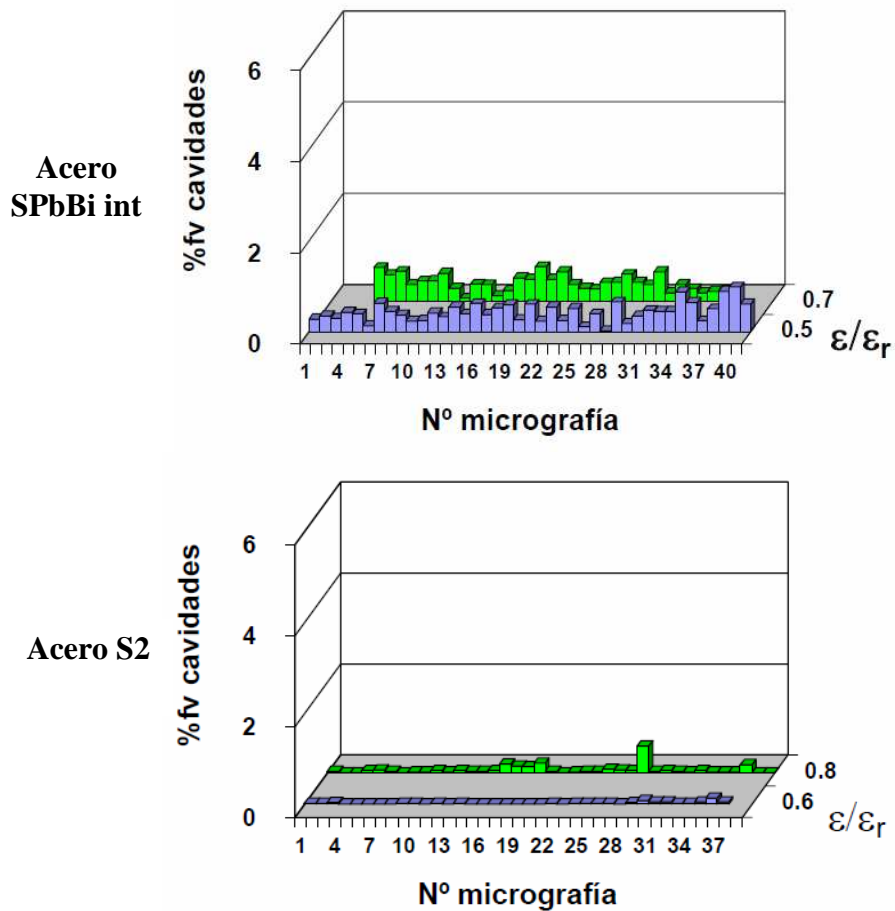 6
4
2
0
%fv cavidades
Acero
SPbBi int
0.7
0.5
ε/εr
1 4 7 10 13 16 19 22 25 28 31 34 37 40
Nº micrografía
6
4
2
0
%fv cavidades
Acero S2
0.8
0.6
ε/εr
1 4 7 10 13 16 19 22 25 28 31 34 37
Nº micrografía